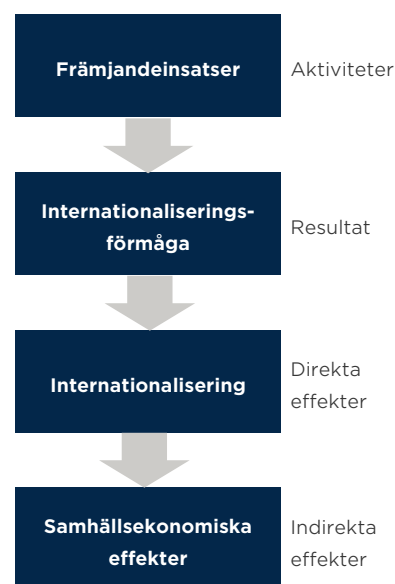 Främjandeinsatser
Aktiviteter
Internationaliserings-
förmåga
Resultat
Internationalisering
Direkta
effekter
Samhällsekonomiska
effekter
Indirekta
effekter